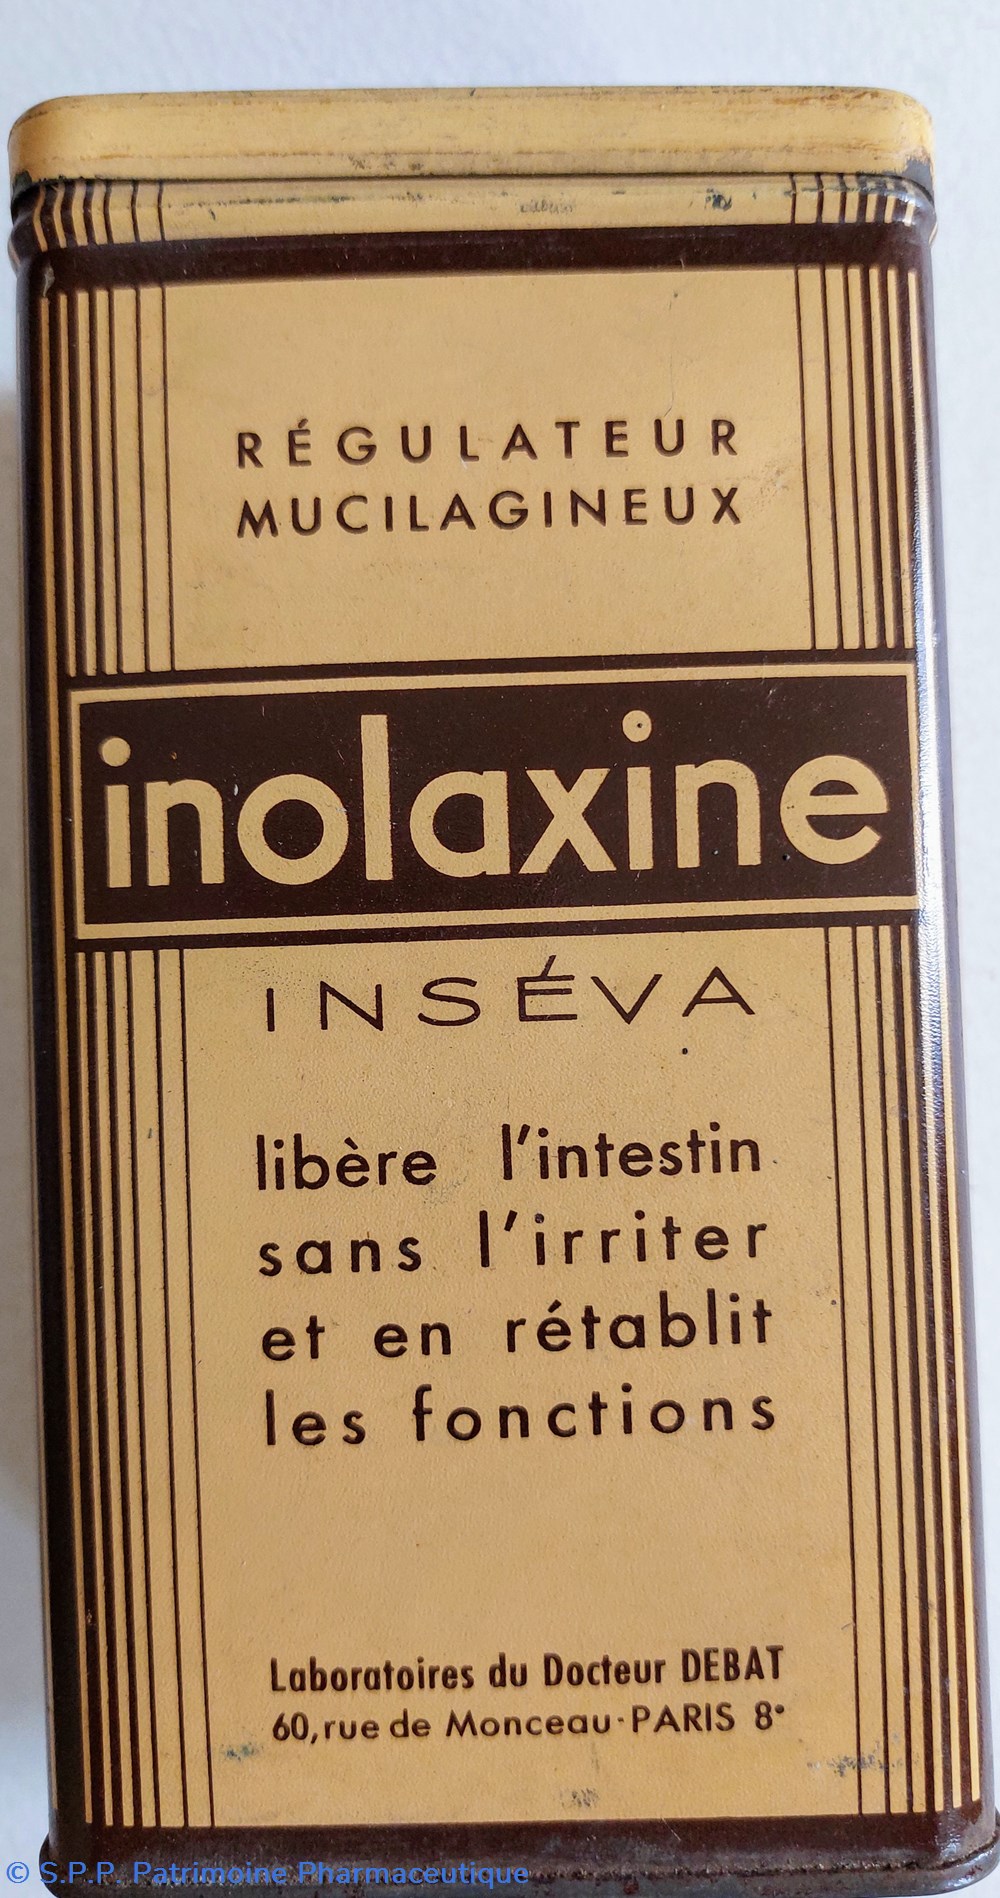 RÉGULATEUR
MUCILAGINEUX
inolaxine
INSÉVA
libère l'intestin
sans l'irriter
et en rétablit
les fonctions
Laboratoires du Docteur DEBAT
60, rue de Monceau - PARIS 8e
© S.P.P. Patrimoine Pharmaceutique